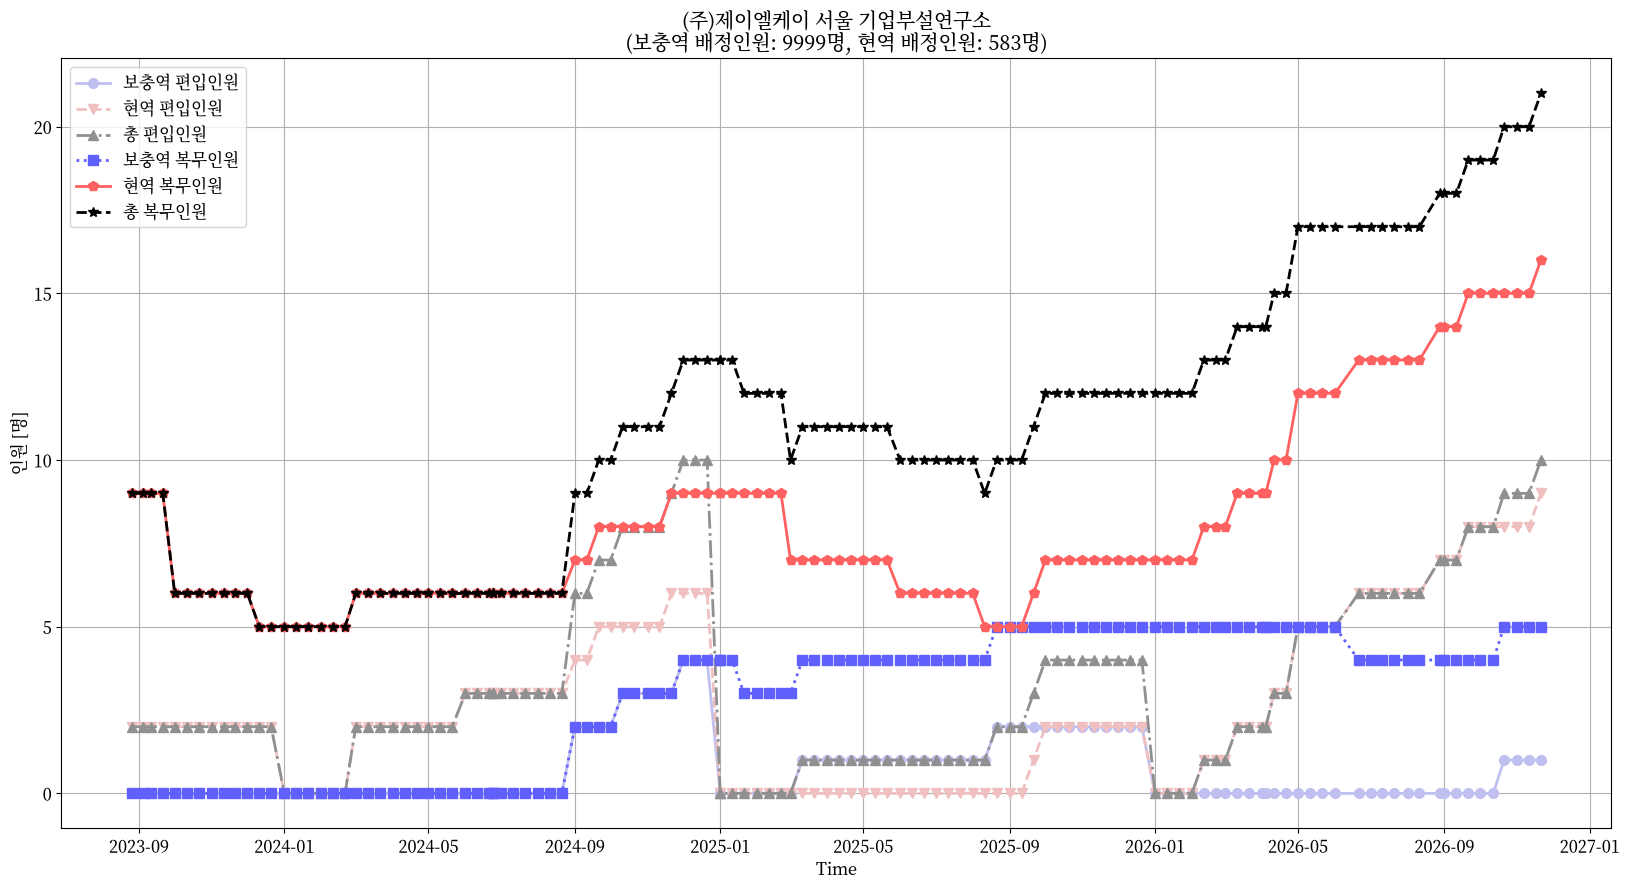 (주)제이엘케이 서울 기업부설연구소
(보충역 배정인원: 9999명, 현역 배정인원: 583명)
보충역 편입인원
현역 편입인원
총 편입인원
보충역 복무인원
현역 복무인원
총 복무인원
인원 [명]
20
15
10
5
0
2023-09
2024-01
2024-05
2024-09
2025-01
2025-05
2025-09
2026-01
2026-05
2026-09
2027-01
Time